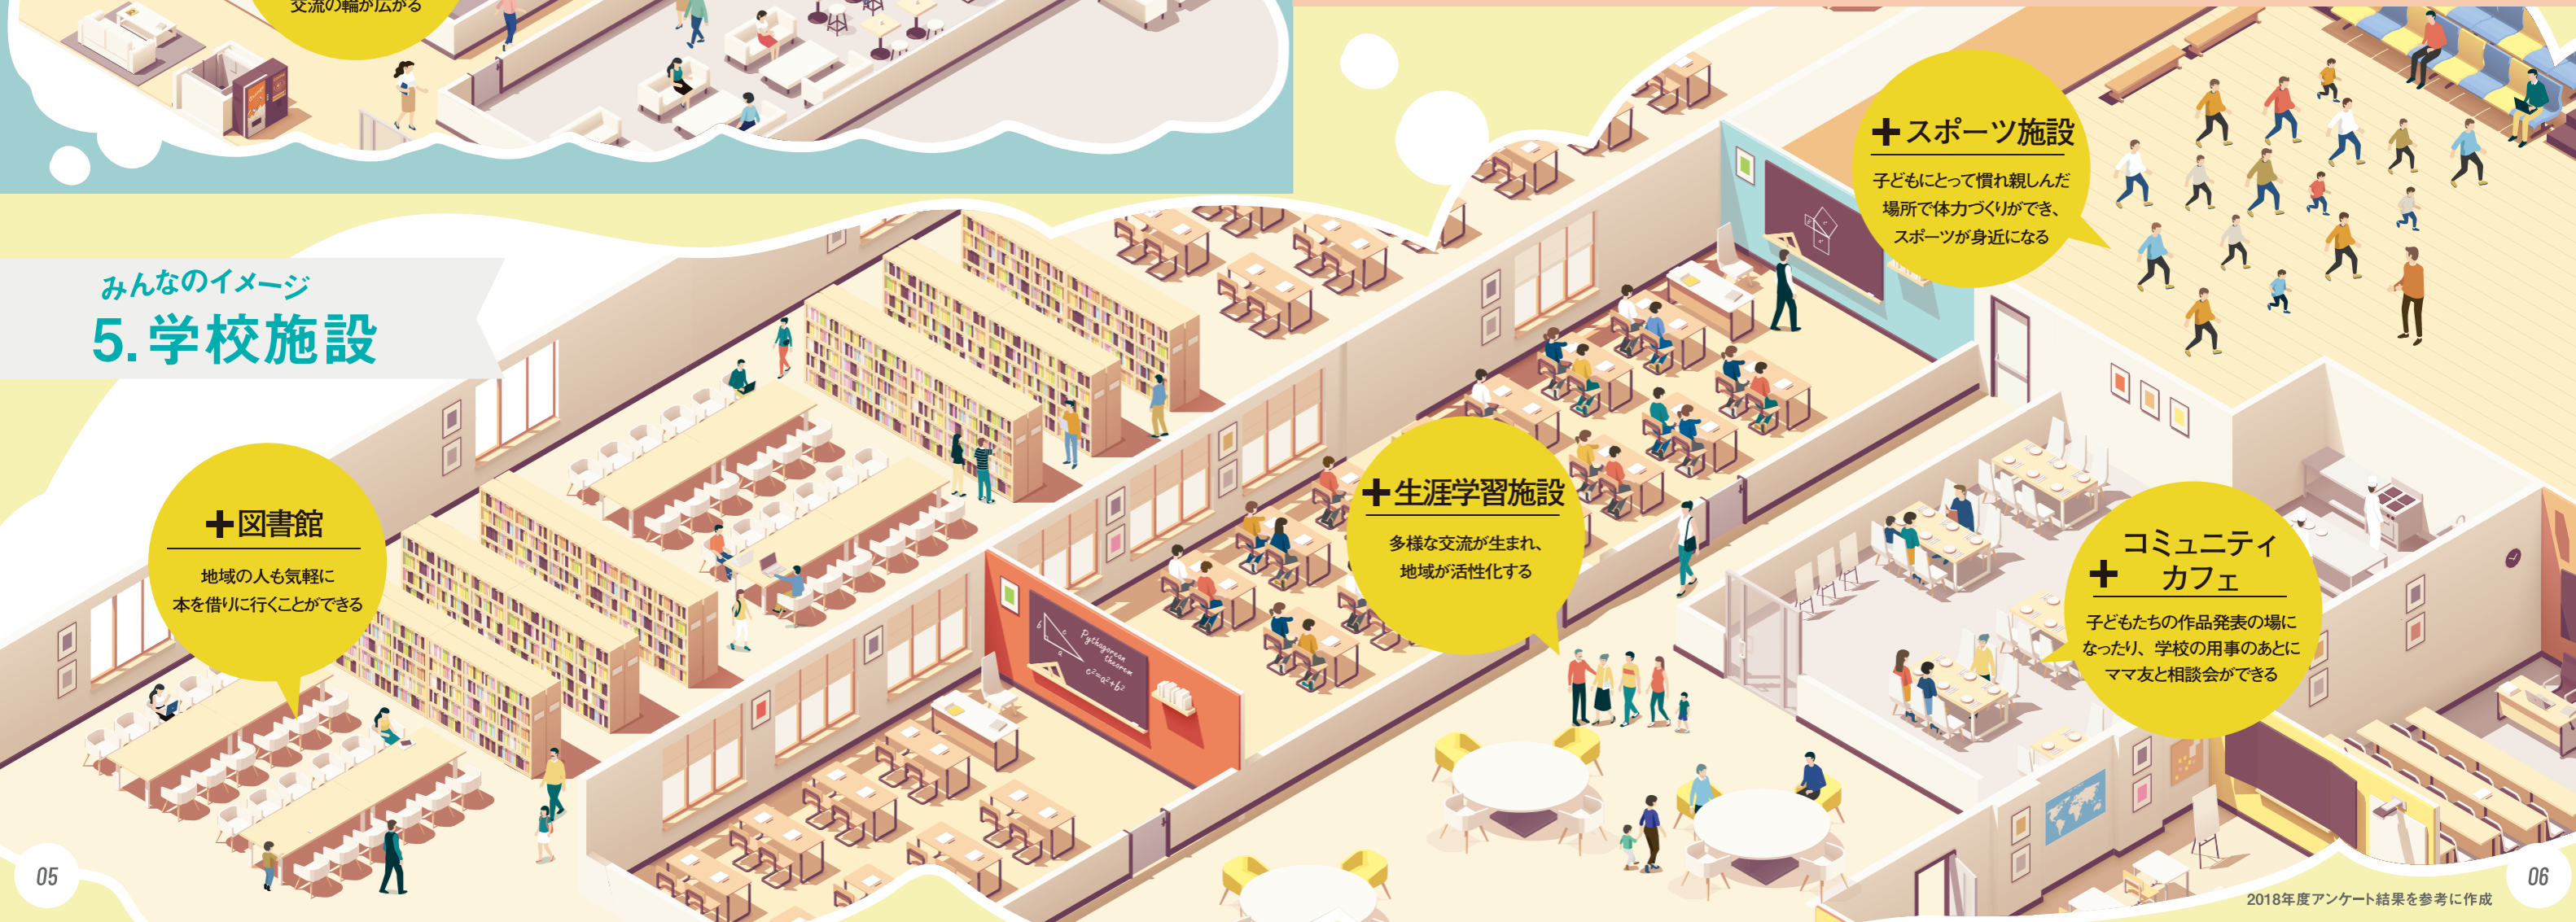 交流の輪が広がる
みんなのイメージ
5.学校施設
+スポーツ施設
子どもにとって慣れ親しんだ
場所で体力づくりができ、
スポーツが身近になる
+図書館
地域の人も気軽に
本を借りに行くことができる
+生涯学習施設
多様な交流が生まれ、
地域が活性化する
コミュニティ
+カフェ
子どもたちの作品発表の場に
なったり、学校の用事のあとに
ママ友と相談会ができる
Pythagorean
theorem
c²=a²+b²
b
c
a
05
06
2018年度アンケート結果を参考に作成